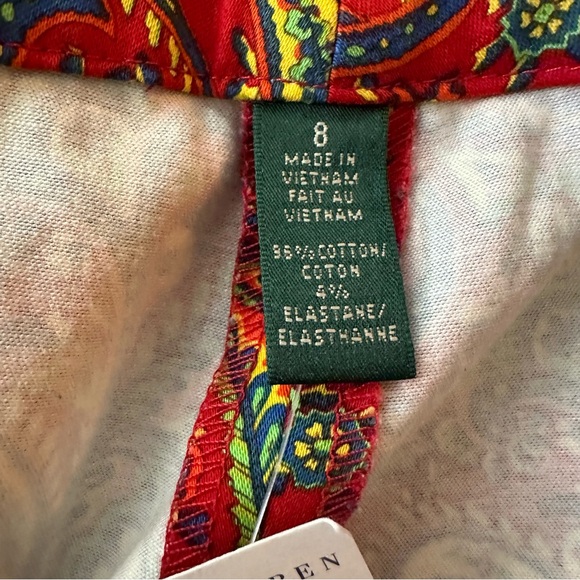 8
MADE IN
VIETNAM
FAIT AU
VIETNAM
96% COTTON/
COTON
4%
ELASTANE/
ELASTHANNE
REN